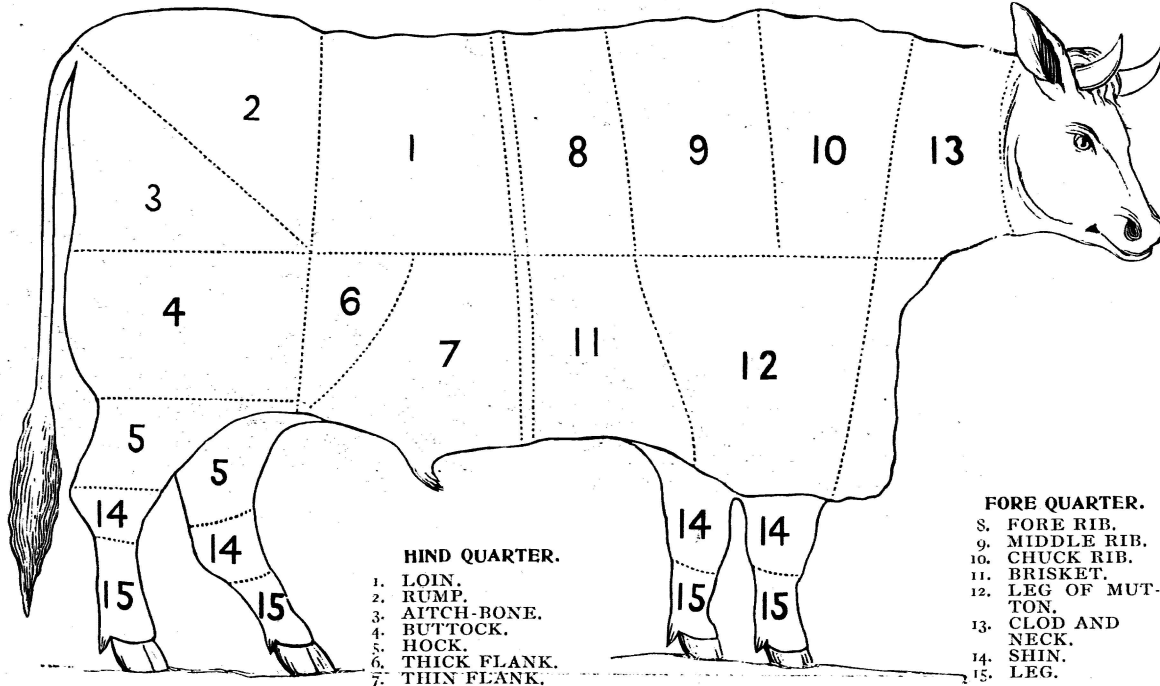 2
1
8
9
10
13
3
4
6
7
11
12
5
5
14
14
14
14
15
15
15
15
HIND QUARTER.
1. LOIN.
2. RUMP.
3. AITCH-BONE.
4. BUTTOCK.
5. HOCK.
6. THICK FLANK.
7. THIN FLANK.
FORE QUARTER.
8. FORE RIB.
9. MIDDLE RIB.
10. CHUCK RIB.
11. BRISKET.
12. LEG OF MUT-
TON.
13. CLOD AND
NECK.
14. SHIN.
15. LEG.